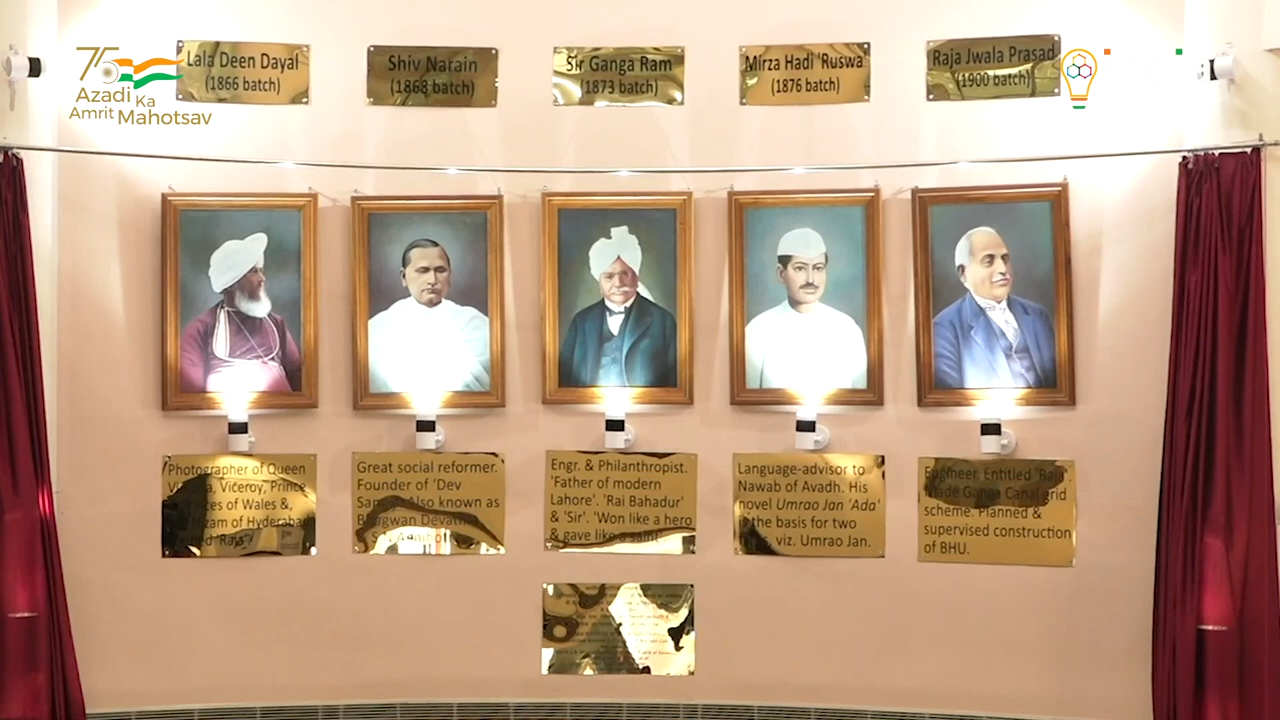 75
Azadi Ka
Amrit Mahotsav
Lala Deen Dayal
(1866 batch)
Shiv Narain
(1868 batch)
Sir Ganga Ram
(1873 batch)
Mirza Hadi 'Ruswa'
(1876 batch)
Raja Jwala Prasad
(1900 batch)
Photographer of Queen
Viceroy, Prince
of Wales &,
of Hyderabad
Great social reformer.
Founder of 'Dev
Also known as
Engr. & Philanthropist.
'Father of modern
Lahore'. 'Rai Bahadur'
& 'Sir'. 'Won like a hero
& gave like a saint'.
Language-advisor to
Nawab of Avadh. His
novel Umrao Jan 'Ada'
is the basis for two
viz. Umrao Jan.
Engineer. Entitled 'Raja'.
Made Ganga Canal grid
scheme. Planned &
supervised construction
of BHU.